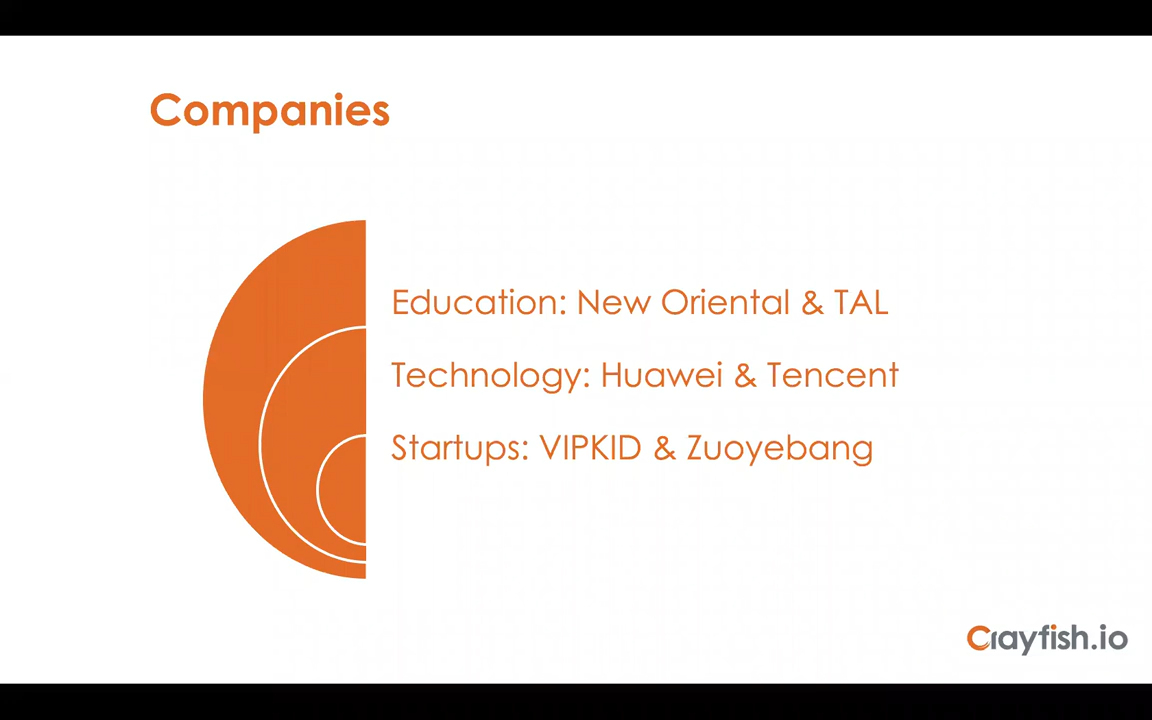 Companies
Education: New Oriental & TAL
Technology: Huawei & Tencent
Startups: VIPKID & Zuoyebang
Crayfish.io